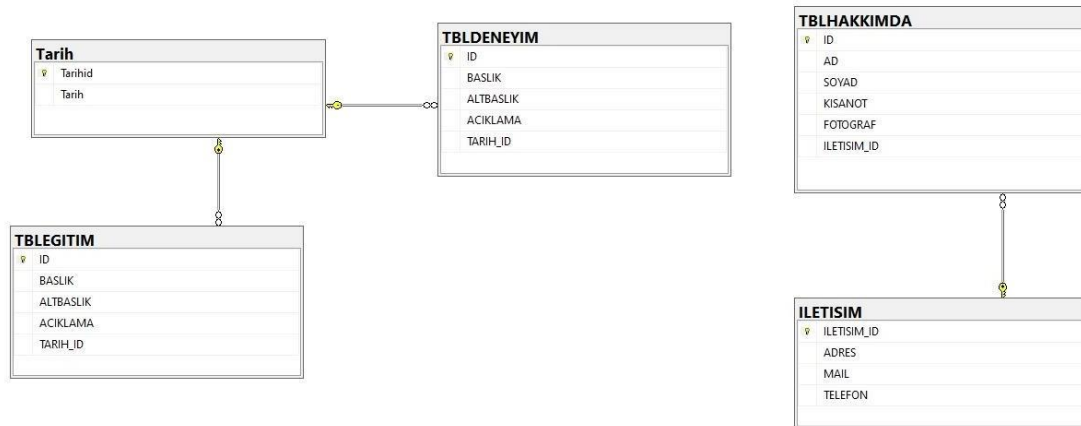 Tarih
Tarihid
Tarih
TBLDENEYIM
ID
BASLIK
ALTBASLIK
ACIKLAMA
TARIH_ID
TBLHAKKIMDA
ID
AD
SOYAD
KISANOT
FOTOGRAF
ILETISIM_ID
TBLEGITIM
ID
BASLIK
ALTBASLIK
ACIKLAMA
TARIH_ID
ILETISIM
ILETISIM_ID
ADRES
MAIL
TELEFON